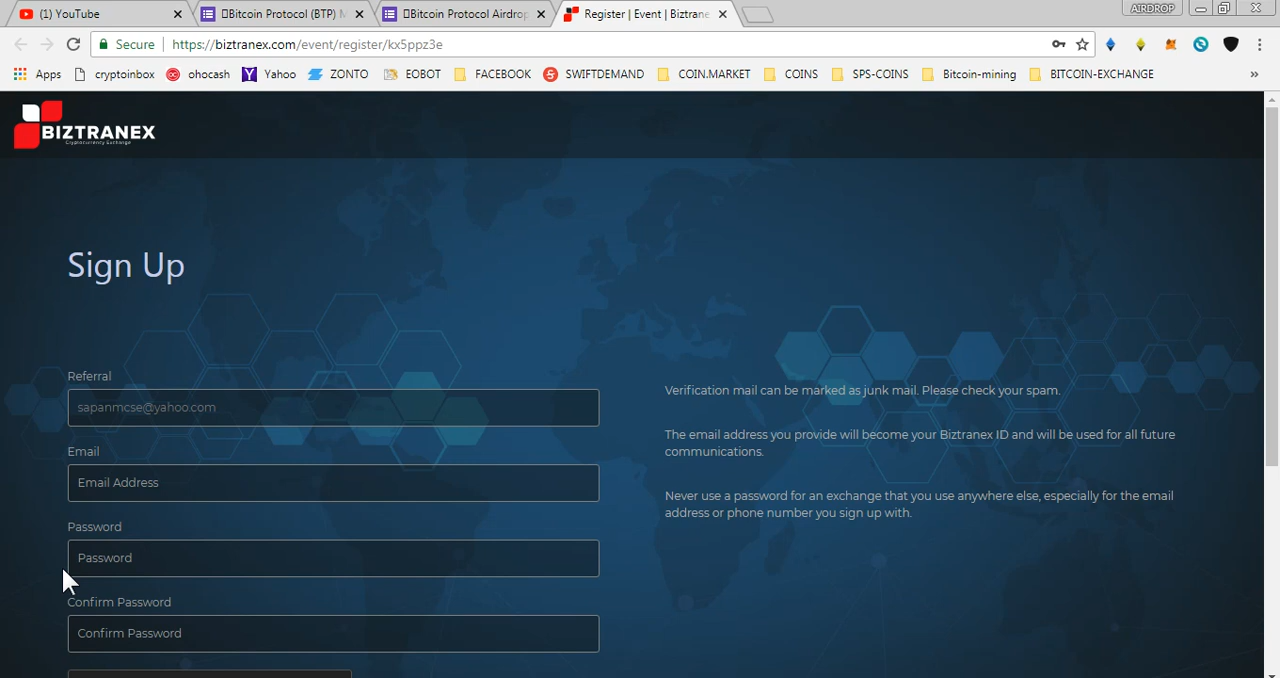 (1) YouTube
Bitcoin Protocol (BTP) M
Bitcoin Protocol Airdrop
Register | Event | Biztrane
AIRDROP
Secure
https://biztranex.com/event/register/kx5ppz3e
Apps
cryptoinbox
ohocash
Yahoo
ZONTO
EOBOT
FACEBOOK
SWIFTDEMAND
COIN.MARKET
COINS
SPS-COINS
Bitcoin-mining
BITCOIN-EXCHANGE
»
BIZTRANEX
Cryptocurrency Exchange
Sign Up
Referral
sapanmcse@yahoo.com
Email
Email Address
Password
Password
Confirm Password
Confirm Password
Verification mail can be marked as junk mail. Please check your spam.
The email address you provide will become your Biztranex ID and will be used for all future
communications.
Never use a password for an exchange that you use anywhere else, especially for the email
address or phone number you sign up with.